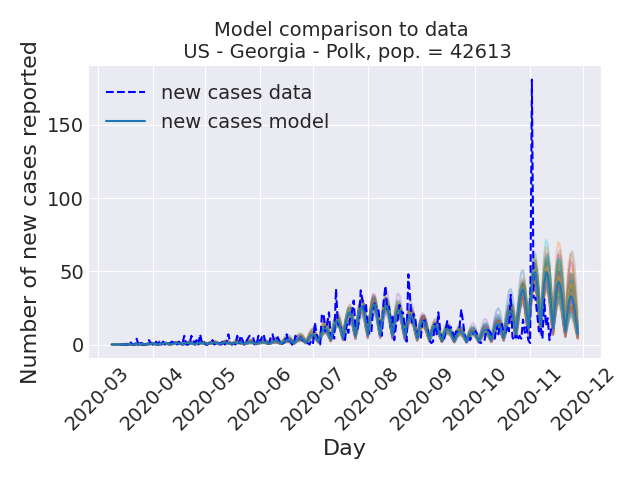 Model comparison to data
US - Georgia - Polk, pop. = 42613
new cases data
new cases model
Number of new cases reported
150
100
50
0
2020-03
2020-04
2020-05
2020-06
2020-07
2020-08
2020-09
2020-10
2020-11
2020-12
Day